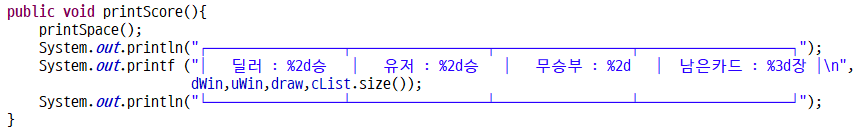 public void printScore(){
    printSpace();
    System.out.println("┌─────────────────┬─────────────────┬─────────────────┬───────────────────┐");
    System.out.printf ("│   딜러 : %2d승   │   유저 : %2d승   │   무승부 : %2d   │  남은카드 : %3d장 │\n",
                       dWin,uWin,draw,cList.size());
    System.out.println("└─────────────────┴─────────────────┴─────────────────┴───────────────────┘");
}